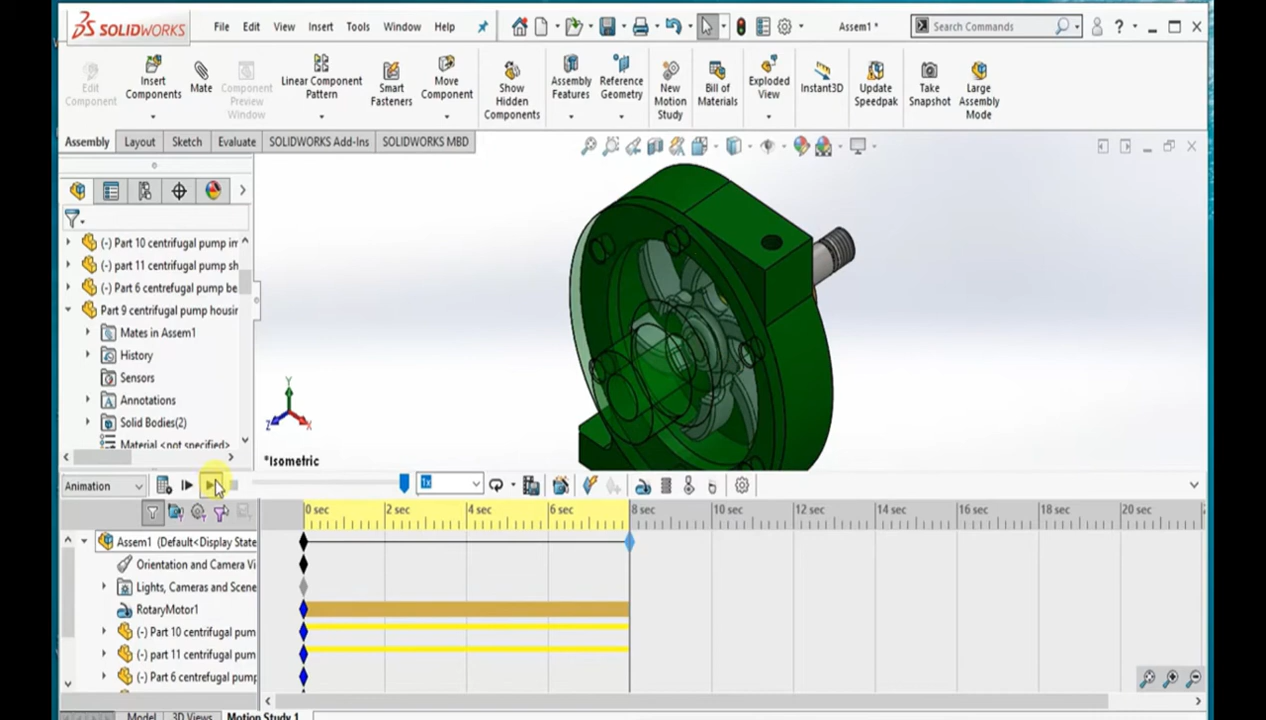 SOLIDWORKS File Edit View Insert Tools Window Help Assem1 * Search Commands ?
Edit Component
Insert Components
Mate
Component Preview Window
Linear Component Pattern
Smart Fasteners
Move Component
Show Hidden Components
Assembly Features
Reference Geometry
New Motion Study
Bill of Materials
Exploded View
Instant3D
Update Speedpak
Take Snapshot
Large Assembly Mode
Assembly Layout Sketch Evaluate SOLIDWORKS Add-Ins SOLIDWORKS MBD
(-) Part 10 centrifugal pump im
(-) part 11 centrifugal pump sh
(-) Part 6 centrefugal pump be
Part 9 centrifugal pump housin
Mates in Assem1
History
Sensors
Annotations
Solid Bodies(2)
Material <not specified>
Y
Z X
*Isometric
Animation 1x
0 sec 2 sec 4 sec 6 sec 8 sec 10 sec 12 sec 14 sec 16 sec 18 sec 20 sec
Assem1 (Default<Display State
Orientation and Camera Vi
Lights, Cameras and Scene
RotaryMotor1
(-) Part 10 centrifugal pum
(-) part 11 centrifugal pum
(-) Part 6 centrefugal pump
Model 3D Views Motion Study 1